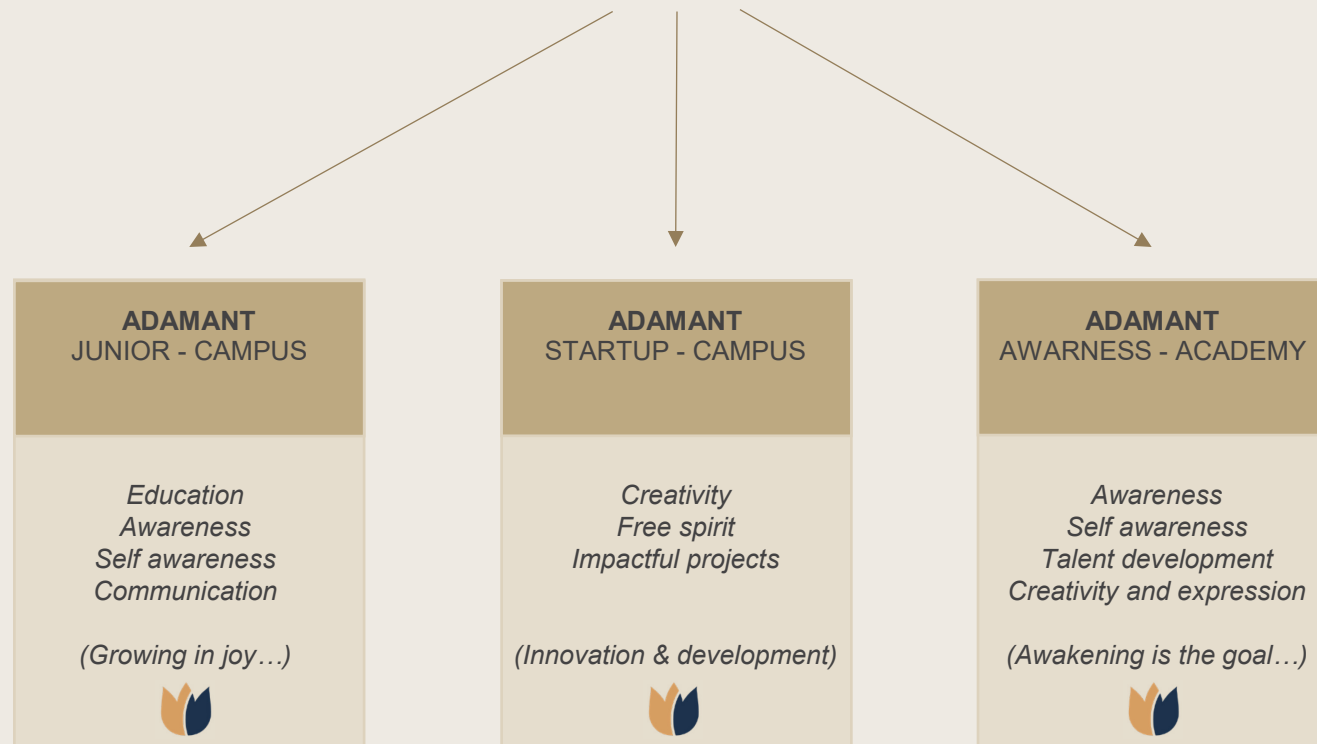 ADAMANT
JUNIOR - CAMPUS
Education
Awareness
Self awareness
Communication
(Growing in joy…)
ADAMANT
STARTUP - CAMPUS
Creativity
Free spirit
Impactful projects
(Innovation & development)
ADAMANT
AWARNESS - ACADEMY
Awareness
Self awareness
Talent development
Creativity and expression
(Awakening is the goal…)